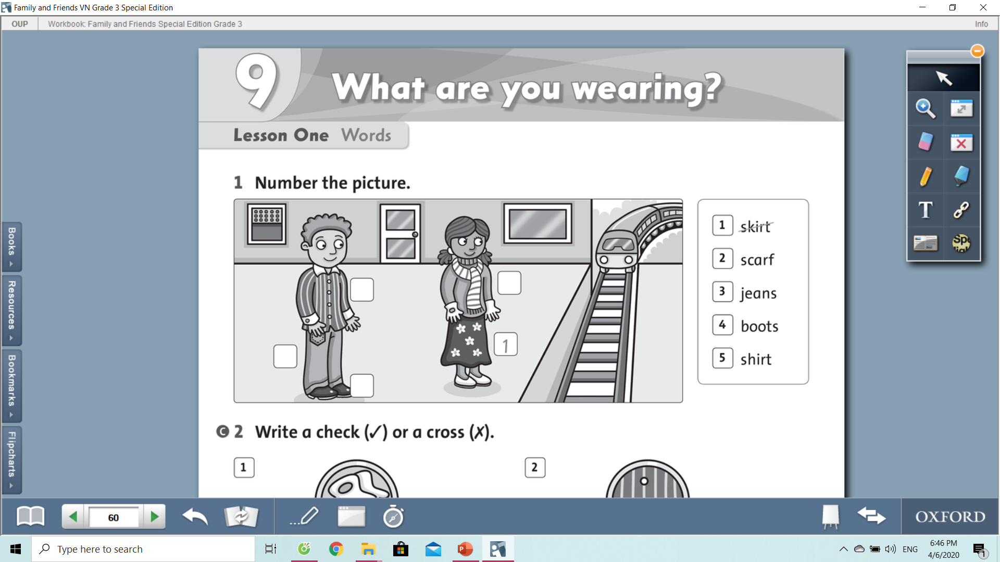 Family and Friends VN Grade 3 Special Edition
OUP
Workbook: Family and Friends Special Edition Grade 3
Info
9
What are you wearing?
Lesson One Words
1 Number the picture.
1
1 skirt
2 scarf
3 jeans
4 boots
5 shirt
C 2 Write a check (✓) or a cross (✗).
1
2
Books
Resources
Bookmarks
Flipcharts
T
60
OXFORD
Type here to search
ENG
6:46 PM
4/6/2020
1